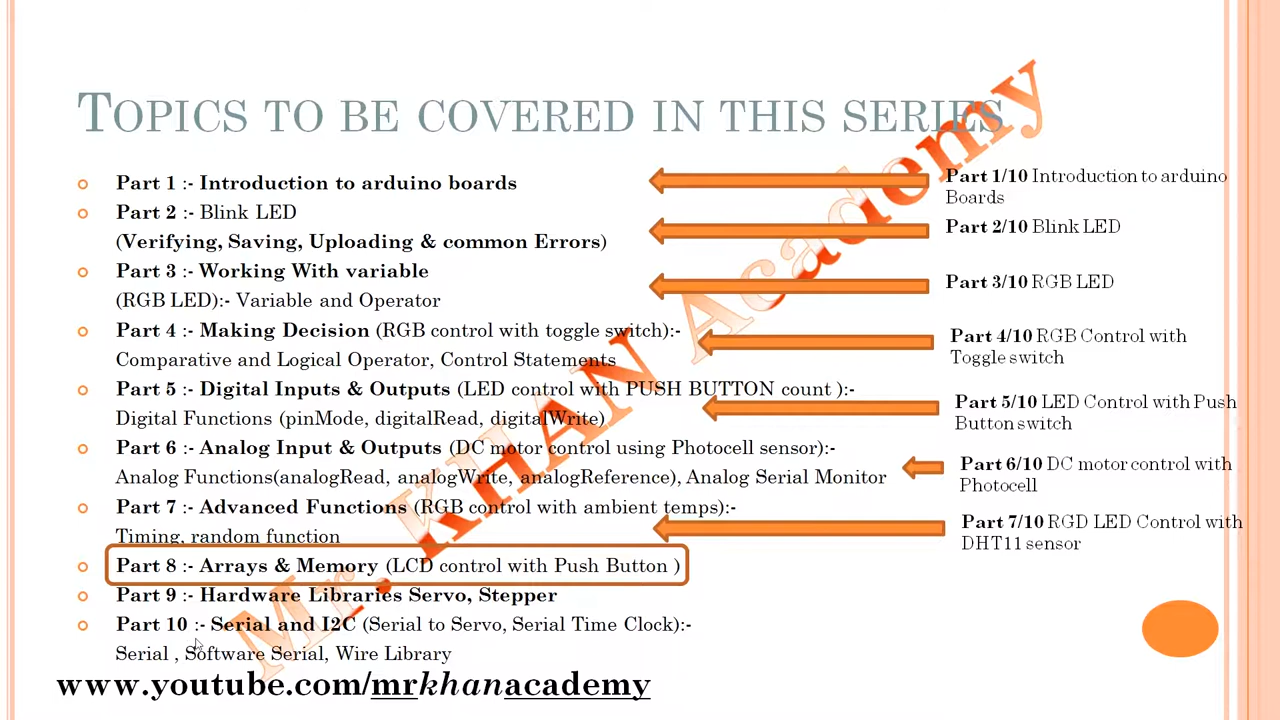 TOPICS TO BE COVERED IN THIS SERIES
Part 1 :- Introduction to arduino boards
Part 2 :- Blink LED
(Verifying, Saving, Uploading & common Errors)
Part 3 :- Working With variable
(RGB LED):- Variable and Operator
Part 4 :- Making Decision (RGB control with toggle switch):-
Comparative and Logical Operator, Control Statements
Part 5 :- Digital Inputs & Outputs (LED control with PUSH BUTTON count ):-
Digital Functions (pinMode, digitalRead, digitalWrite)
Part 6 :- Analog Input & Outputs (DC motor control using Photocell sensor):-
Analog Functions(analogRead, analogWrite, analogReference), Analog Serial Monitor
Part 7 :- Advanced Functions (RGB control with ambient temps):-
Timing, random function
Part 8 :- Arrays & Memory (LCD control with Push Button )
Part 9 :- Hardware Libraries Servo, Stepper
Part 10 :- Serial and I2C (Serial to Servo, Serial Time Clock):-
Serial , Software Serial, Wire Library
Part 1/10 Introduction to arduino
Boards
Part 2/10 Blink LED
Part 3/10 RGB LED
Part 4/10 RGB Control with
Toggle switch
Part 5/10 LED Control with Push
Button switch
Part 6/10 DC motor control with
Photocell
Part 7/10 RGD LED Control with
DHT11 sensor
Mr. KHAN Academy
www.youtube.com/mrkhanacademy